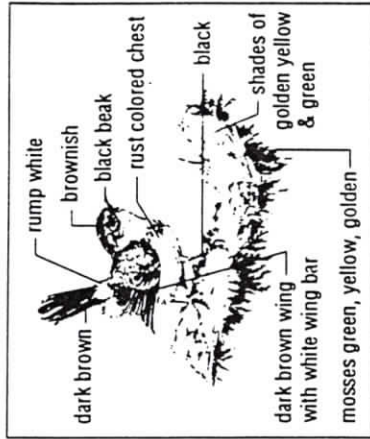 rump white
brownish
black beak
rust colored chest
black
shades of
golden yellow
& green
dark brown
dark brown wing
with white wing bar
mosses green, yellow, golden